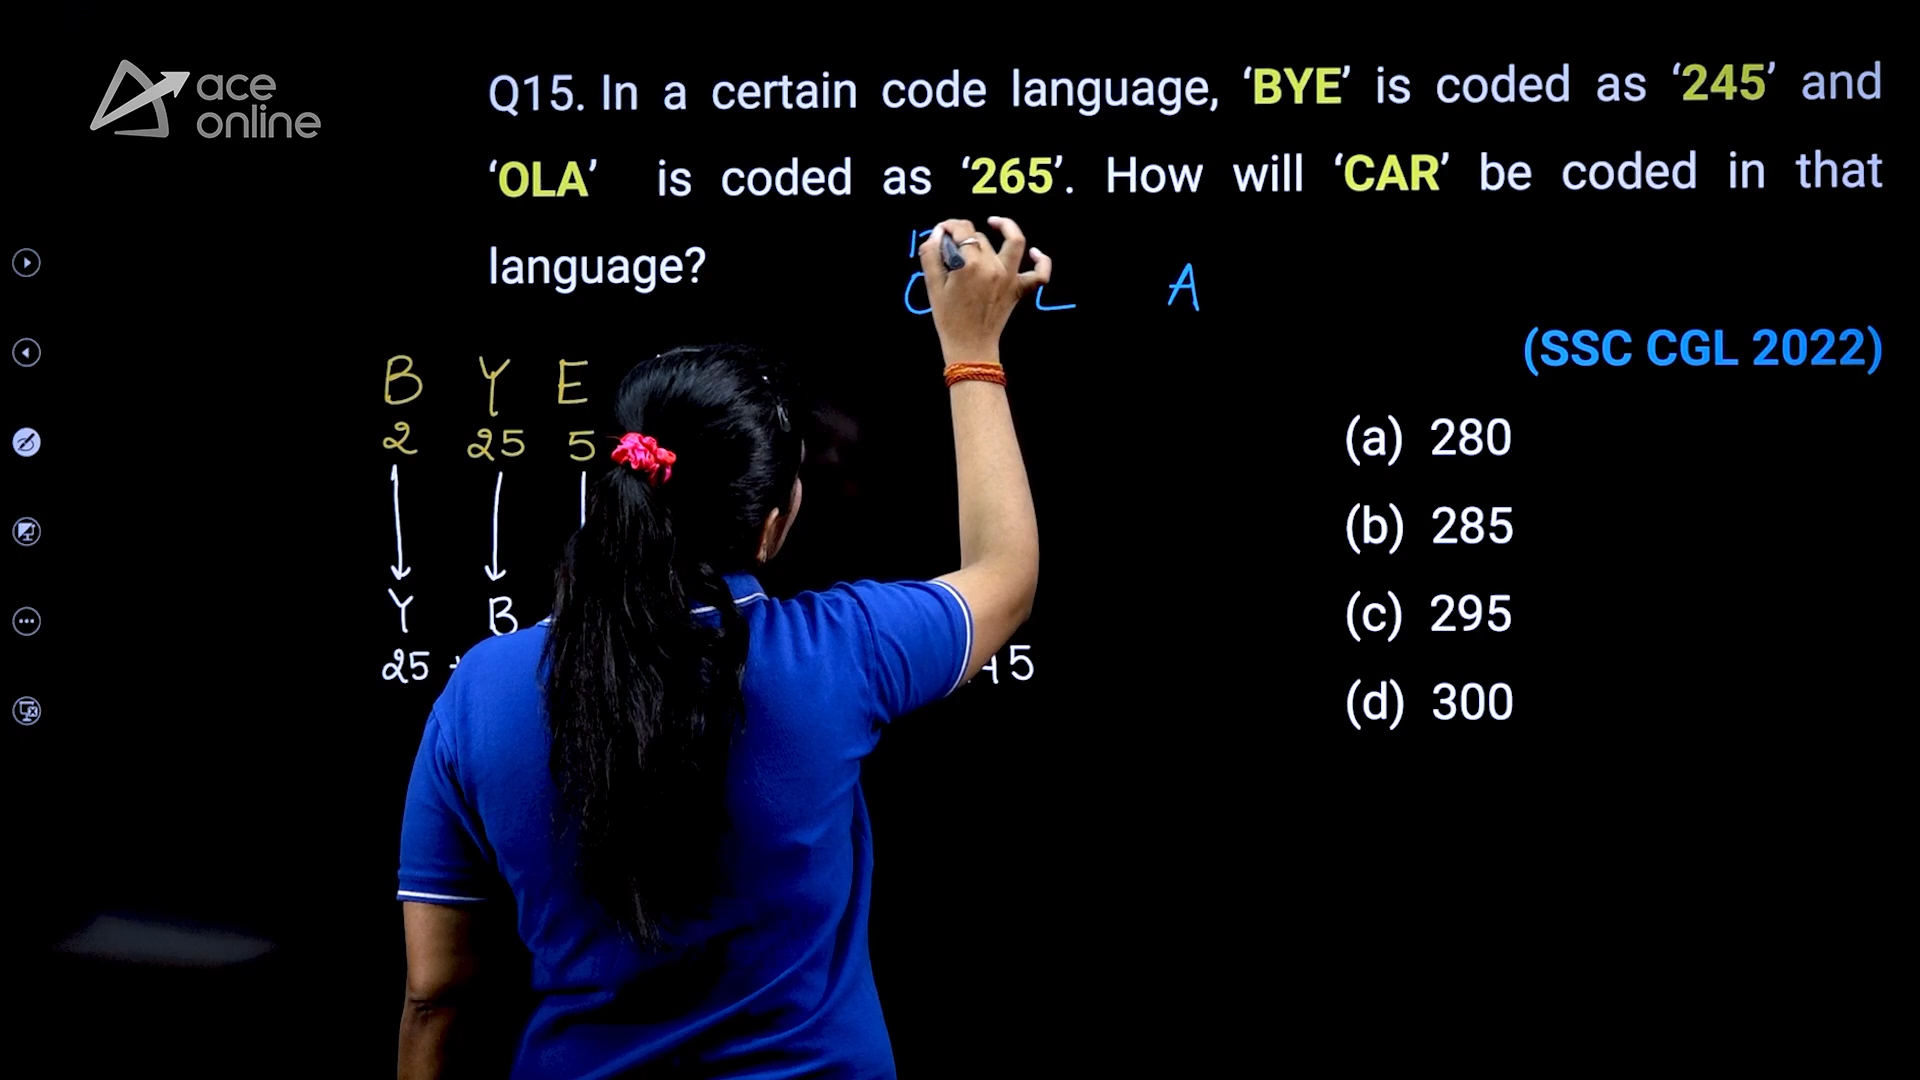 ace
online
Q15. In a certain code language, ‘BYE’ is coded as ‘245’ and
‘OLA’ is coded as ‘265’. How will ‘CAR’ be coded in that
language?
L A
(SSC CGL 2022)
B Y E
2 25 5
Y B
25
5
(a) 280
(b) 285
(c) 295
(d) 300